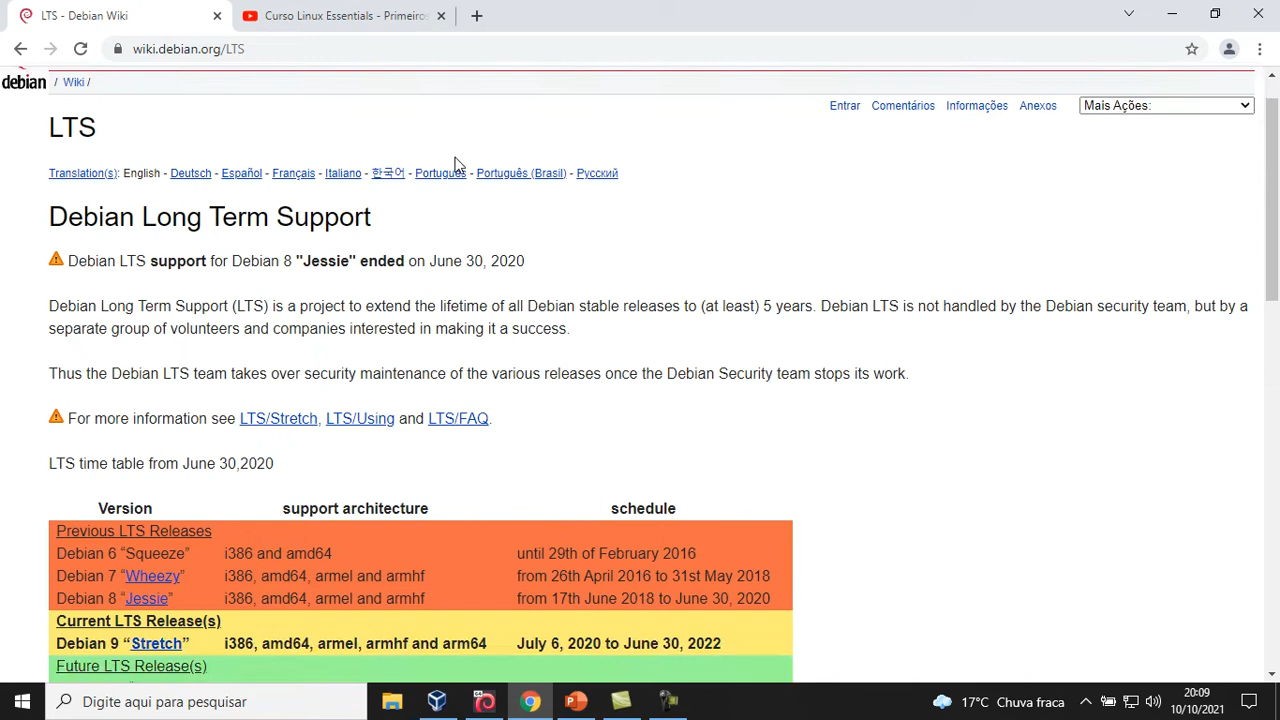 LTS - Debian Wiki
Curso Linux Essentials - Primeiros
wiki.debian.org/LTS
debian / Wiki /
Entrar Comentários Informações Anexos Mais Ações:
LTS
Translation(s): English - Deutsch - Español - Français - Italiano - 한국어 - Português - Português (Brasil) - Русский
Debian Long Term Support
Debian LTS support for Debian 8 "Jessie" ended on June 30, 2020
Debian Long Term Support (LTS) is a project to extend the lifetime of all Debian stable releases to (at least) 5 years. Debian LTS is not handled by the Debian security team, but by a
separate group of volunteers and companies interested in making it a success.
Thus the Debian LTS team takes over security maintenance of the various releases once the Debian Security team stops its work.
For more information see LTS/Stretch, LTS/Using and LTS/FAQ.
LTS time table from June 30,2020
Version support architecture schedule
Previous LTS Releases
Debian 6 “Squeeze” i386 and amd64 until 29th of February 2016
Debian 7 “Wheezy” i386, amd64, armel and armhf from 26th April 2016 to 31st May 2018
Debian 8 “Jessie” i386, amd64, armel and armhf from 17th June 2018 to June 30, 2020
Current LTS Release(s)
Debian 9 “Stretch” i386, amd64, armel, armhf and arm64 July 6, 2020 to June 30, 2022
Future LTS Release(s)
Digite aqui para pesquisar
17°C Chuva fraca
20:09
10/10/2021